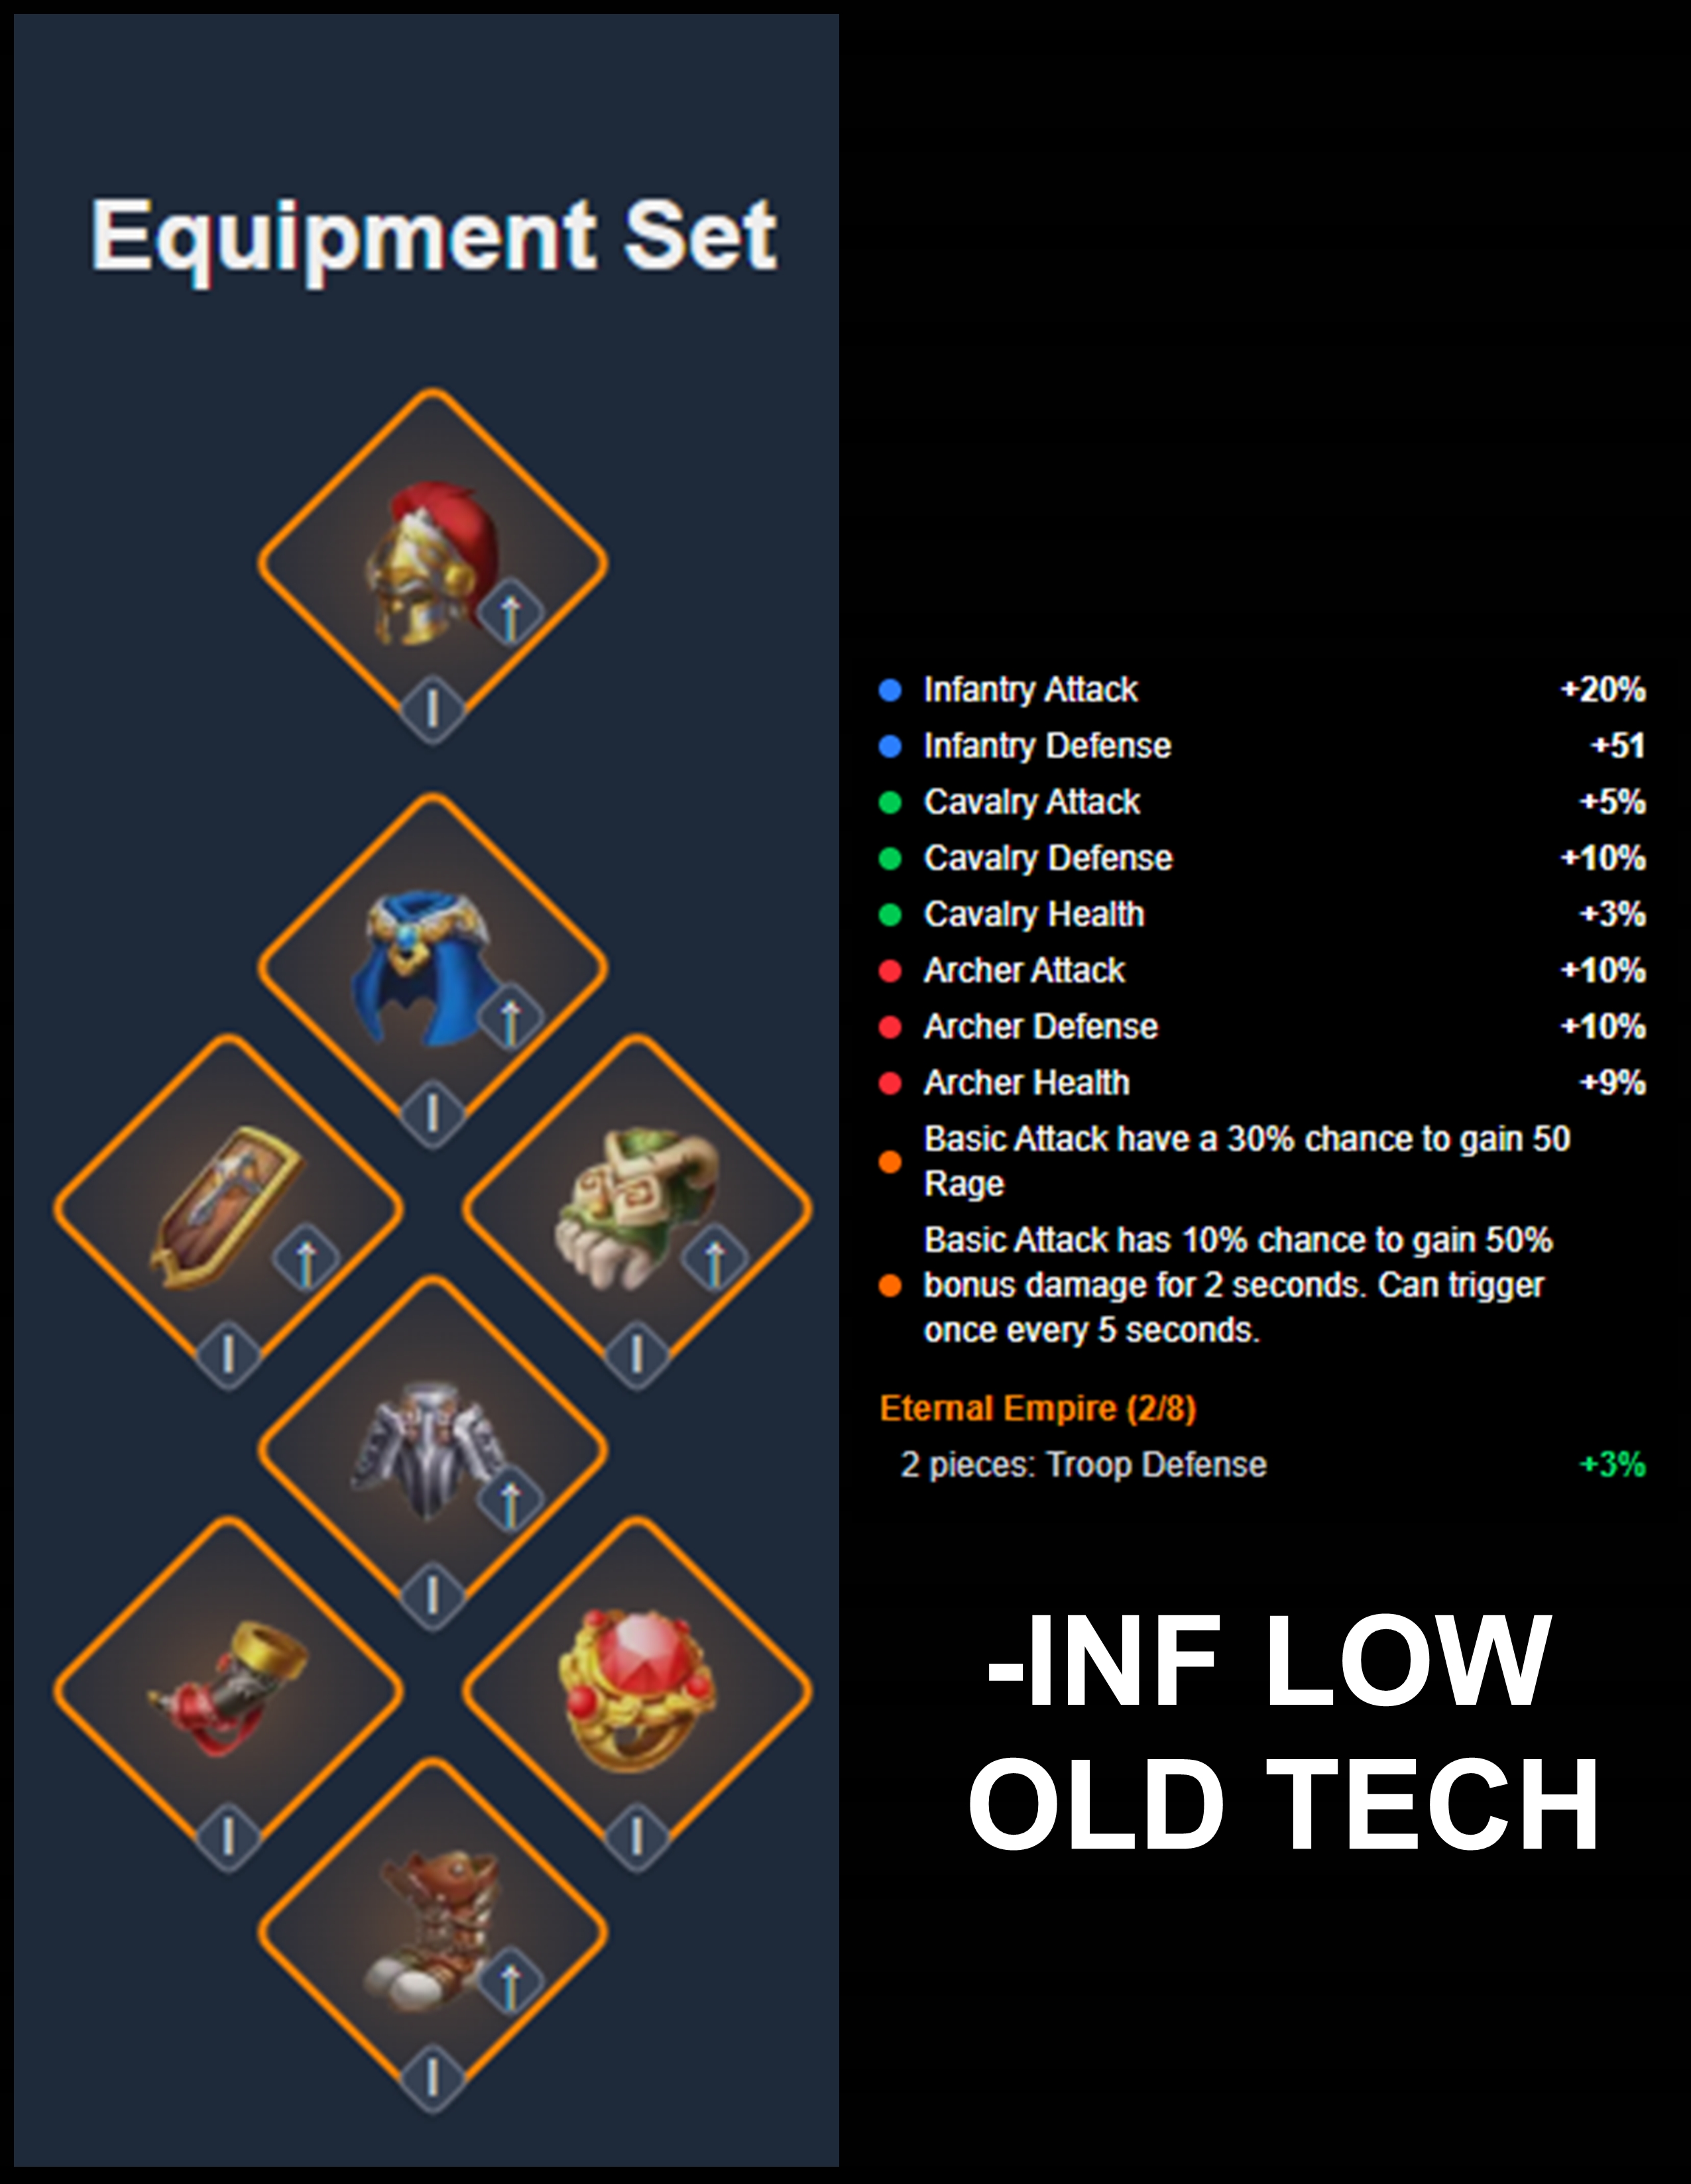 Equipment Set
I
I
I
I
I
I
I
I
Infantry Attack +20%
Infantry Defense +51
Cavalry Attack +5%
Cavalry Defense +10%
Cavalry Health +3%
Archer Attack +10%
Archer Defense +10%
Archer Health +9%
Basic Attack have a 30% chance to gain 50
Rage
Basic Attack has 10% chance to gain 50%
bonus damage for 2 seconds. Can trigger
once every 5 seconds.
Eternal Empire (2/8)
2 pieces: Troop Defense +3%
-INF LOW
OLD TECH